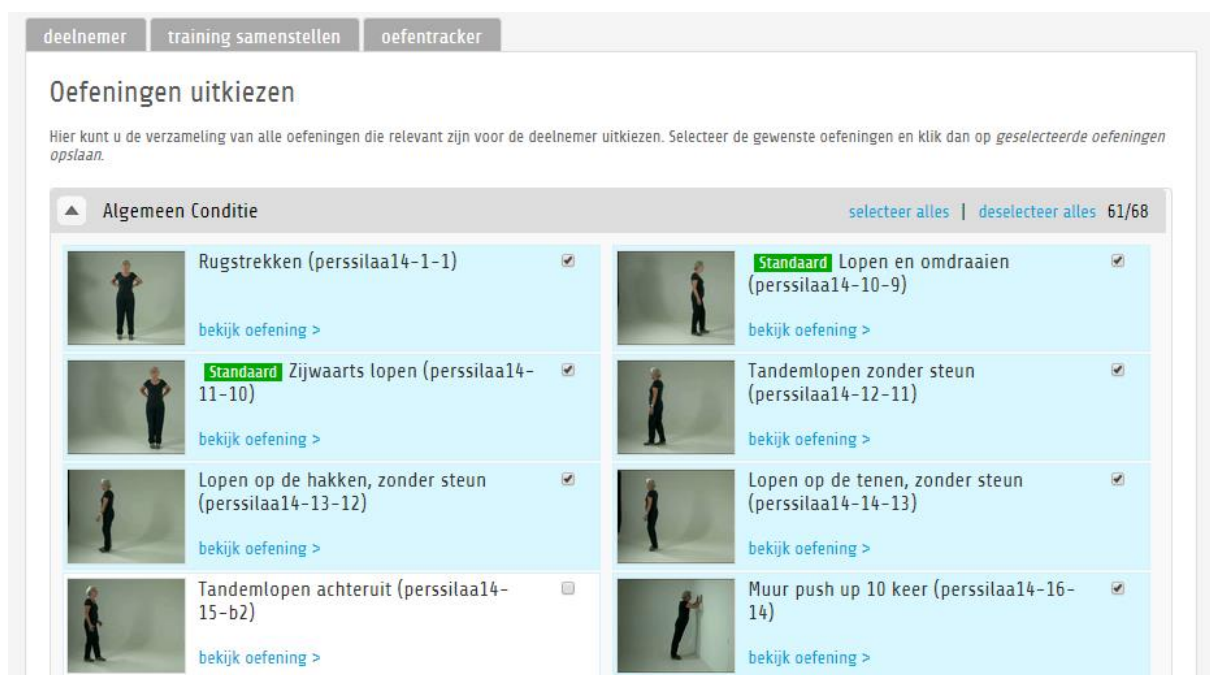 deelnemer training samenstellen oefentracker
Oefeningen uitkiezen
Hier kunt u de verzameling van alle oefeningen die relevant zijn voor de deelnemer uitkiezen. Selecteer de gewenste oefeningen en klik dan op geselecteerde oefeningen
opslaan.
Algemeen Conditie selecteer alles | deselecteer alles 61/68
Rugstrekken (perssilaa14-1-1)
bekijk oefening >
Standaard Lopen en omdraaien
(perssilaa14-10-9)
bekijk oefening >
Standaard Zijwaarts lopen (perssilaa14-
11-10)
bekijk oefening >
Tandemlopen zonder steun
(perssilaa14-12-11)
bekijk oefening >
Lopen op de hakken, zonder steun
(perssilaa14-13-12)
bekijk oefening >
Lopen op de tenen, zonder steun
(perssilaa14-14-13)
bekijk oefening >
Tandemlopen achteruit (perssilaa14-
15-b2)
bekijk oefening >
Muur push up 10 keer (perssilaa14-16-
14)
bekijk oefening >